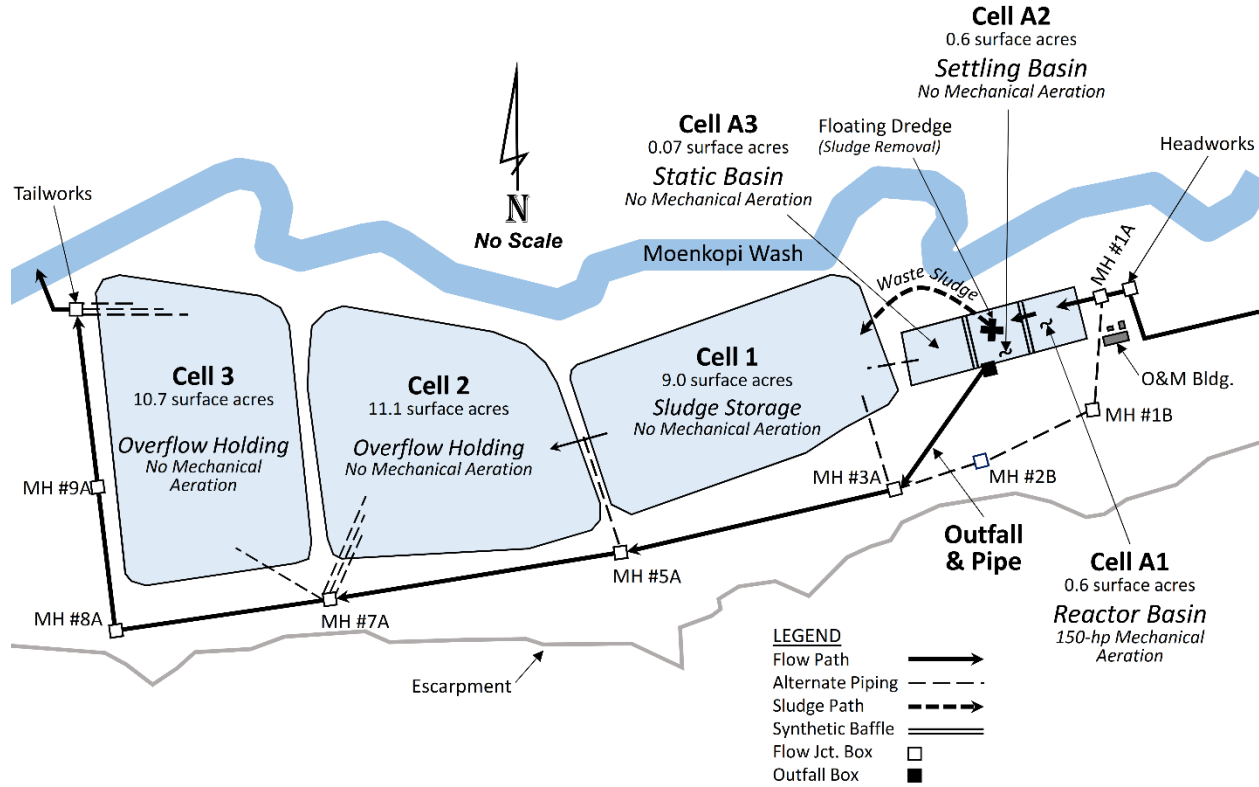 Cell A2
0.6 surface acres
Settling Basin
No Mechanical Aeration
Cell A3
0.07 surface acres
Static Basin
No Mechanical Aeration
Floating Dredge
(Sludge Removal)
Headworks
Tailworks
N
No Scale
Moenkopi Wash
MH #1A
Waste Sludge
O&M Bldg.
MH #1B
Cell 3
10.7 surface acres
Overflow Holding
No Mechanical
Aeration
Cell 2
11.1 surface acres
Overflow Holding
No Mechanical Aeration
Cell 1
9.0 surface acres
Sludge Storage
No Mechanical Aeration
MH #9A
MH #3A
MH #2B
Outfall
& Pipe
Cell A1
0.6 surface acres
Reactor Basin
150-hp Mechanical
Aeration
MH #5A
MH #8A
MH #7A
Escarpment
LEGEND
Flow Path
Alternate Piping
Sludge Path
Synthetic Baffle
Flow Jct. Box
Outfall Box